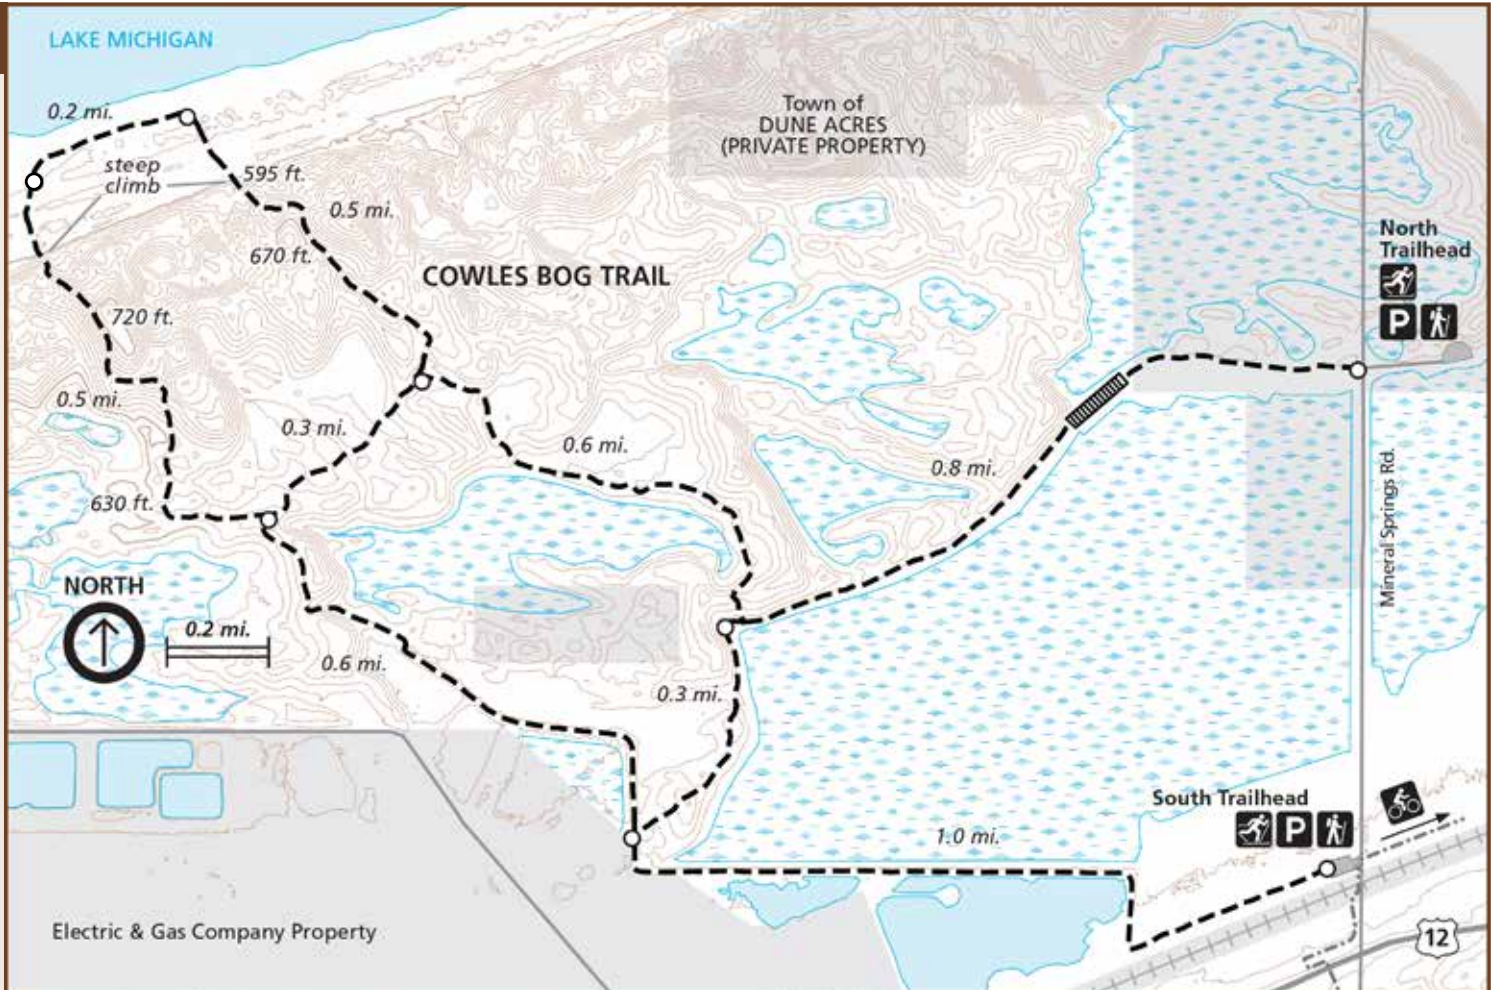 LAKE MICHIGAN
0.2 mi.
steep
climb
595 ft.
0.5 mi.
670 ft.
720 ft.
0.5 mi.
630 ft.
Town of
DUNE ACRES
(PRIVATE PROPERTY)
COWLES BOG TRAIL
North
Trailhead
P
0.3 mi.
0.6 mi.
0.8 mi.
Mineral Springs Rd.
NORTH
0.2 mi.
0.6 mi.
0.3 mi.
South Trailhead
P
1.0 mi.
Electric & Gas Company Property
12